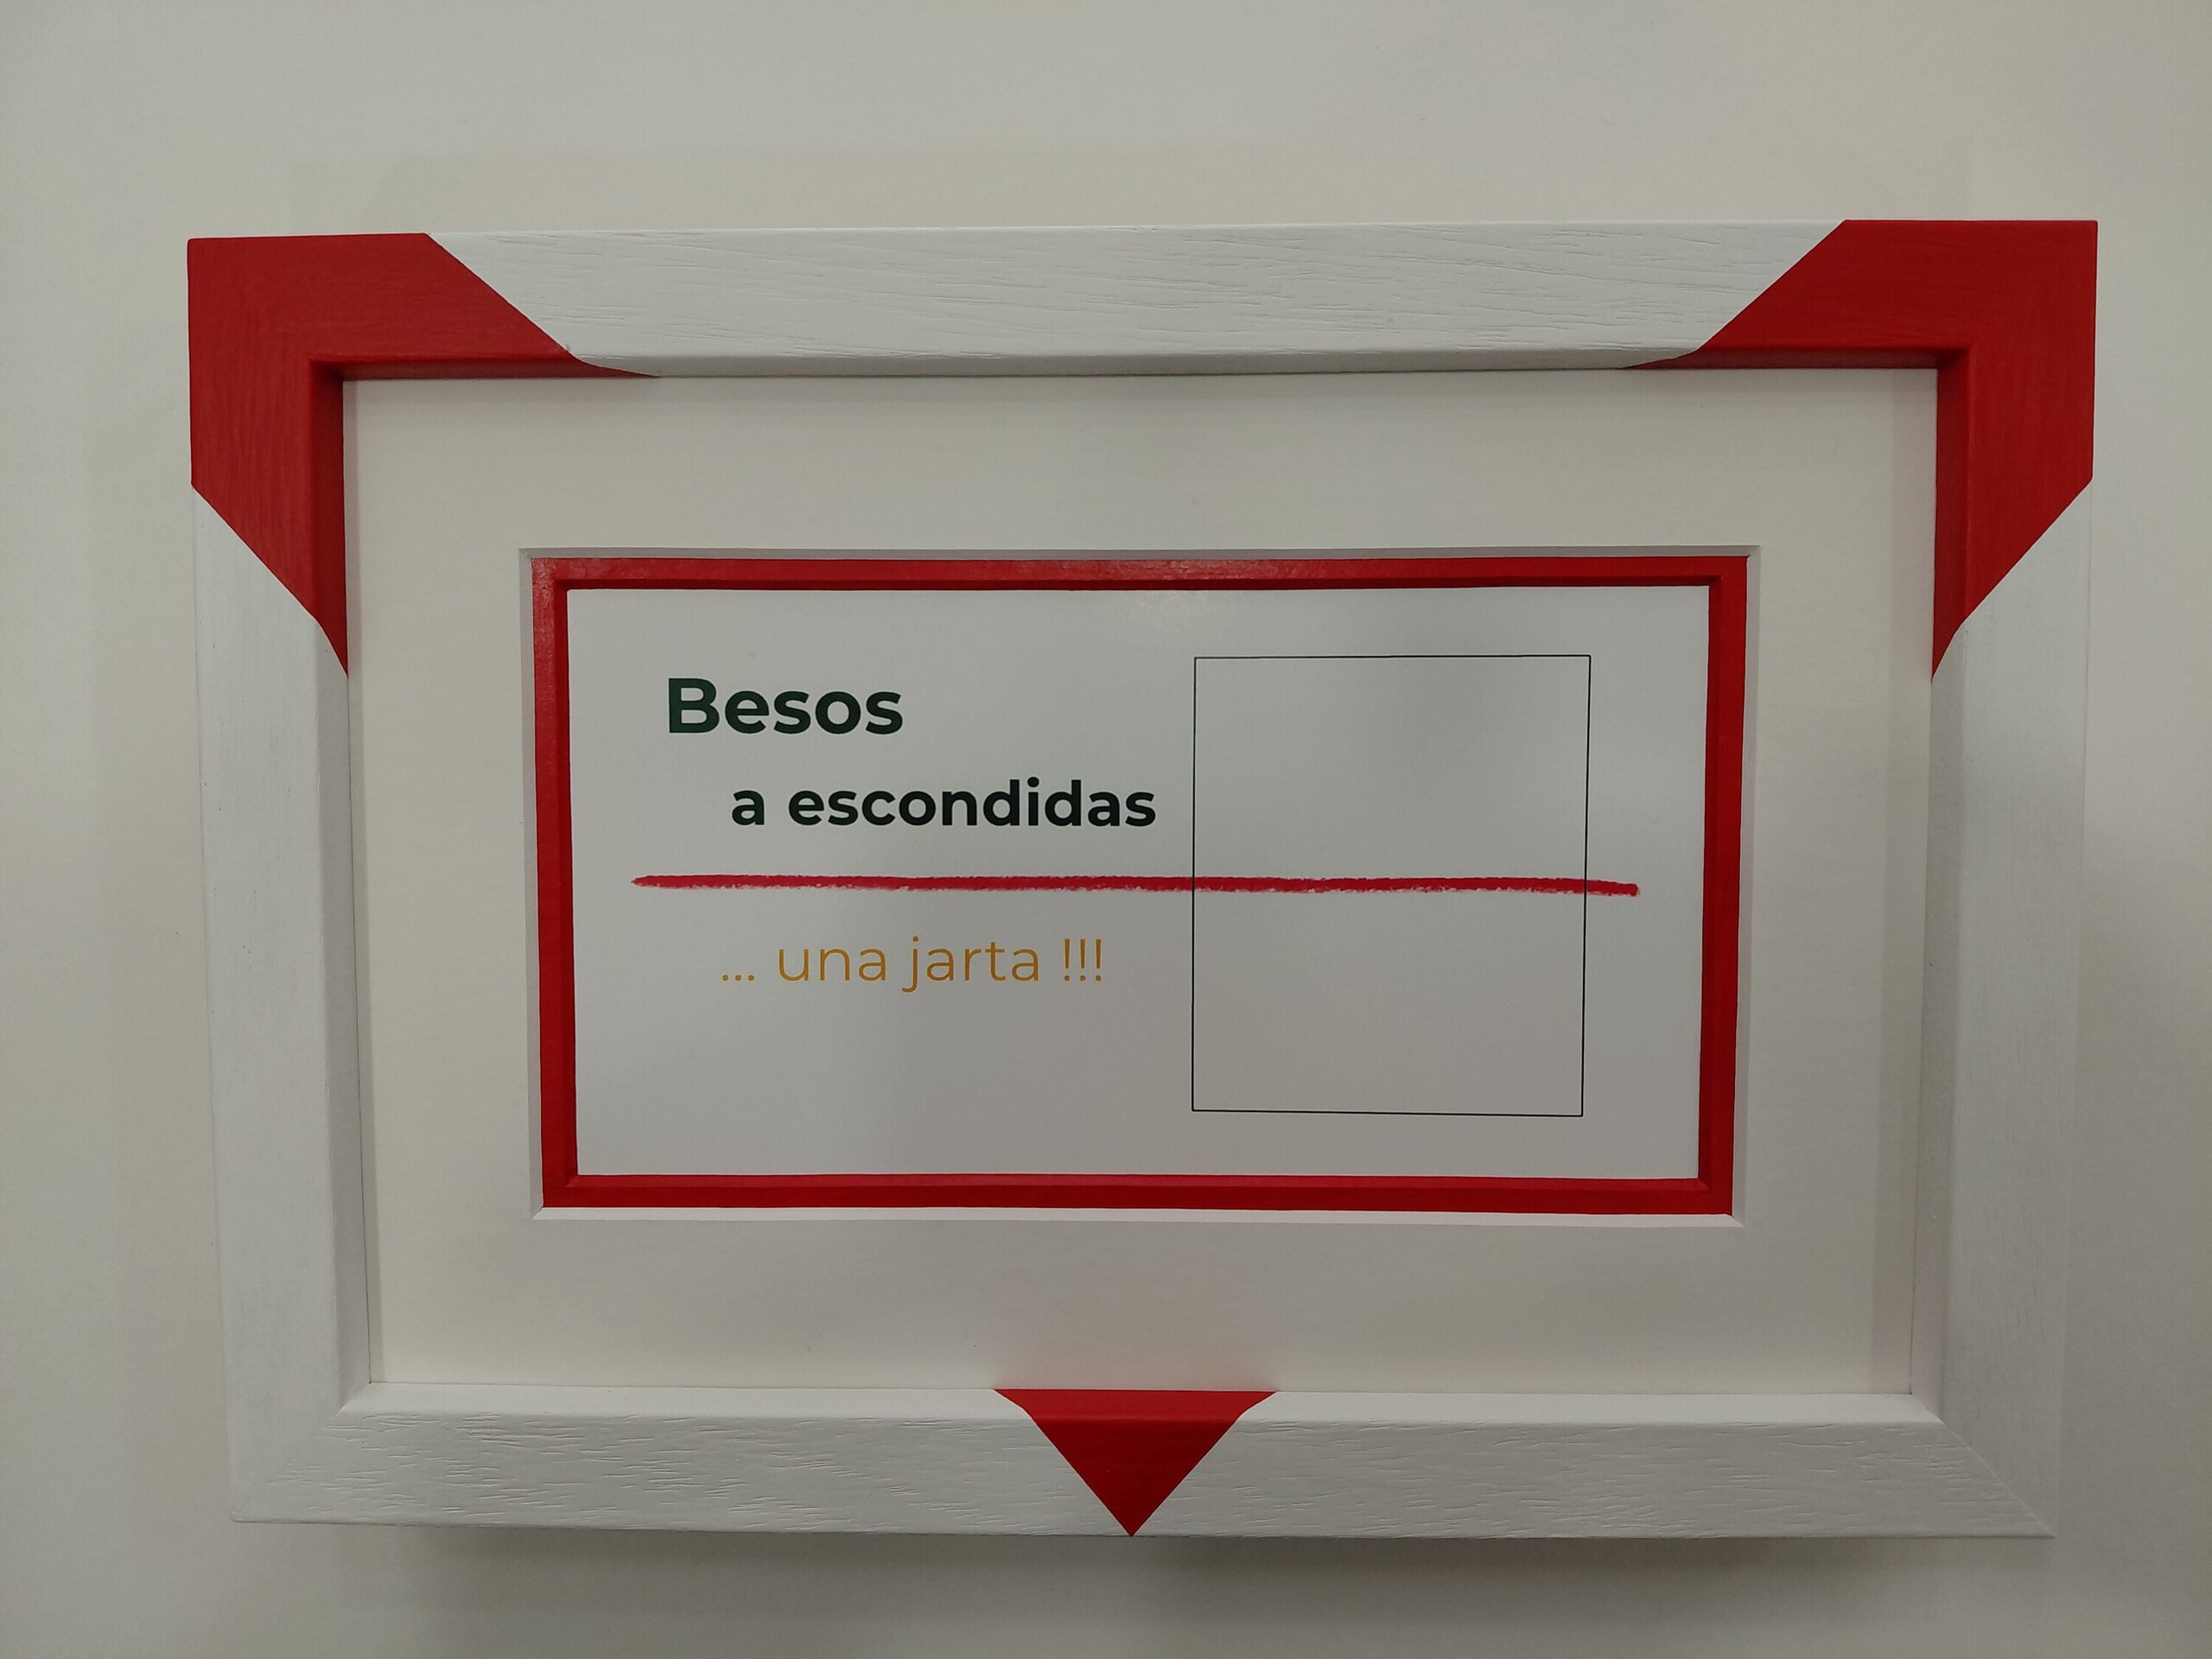 Besos
a escondidas
... una jarta !!!